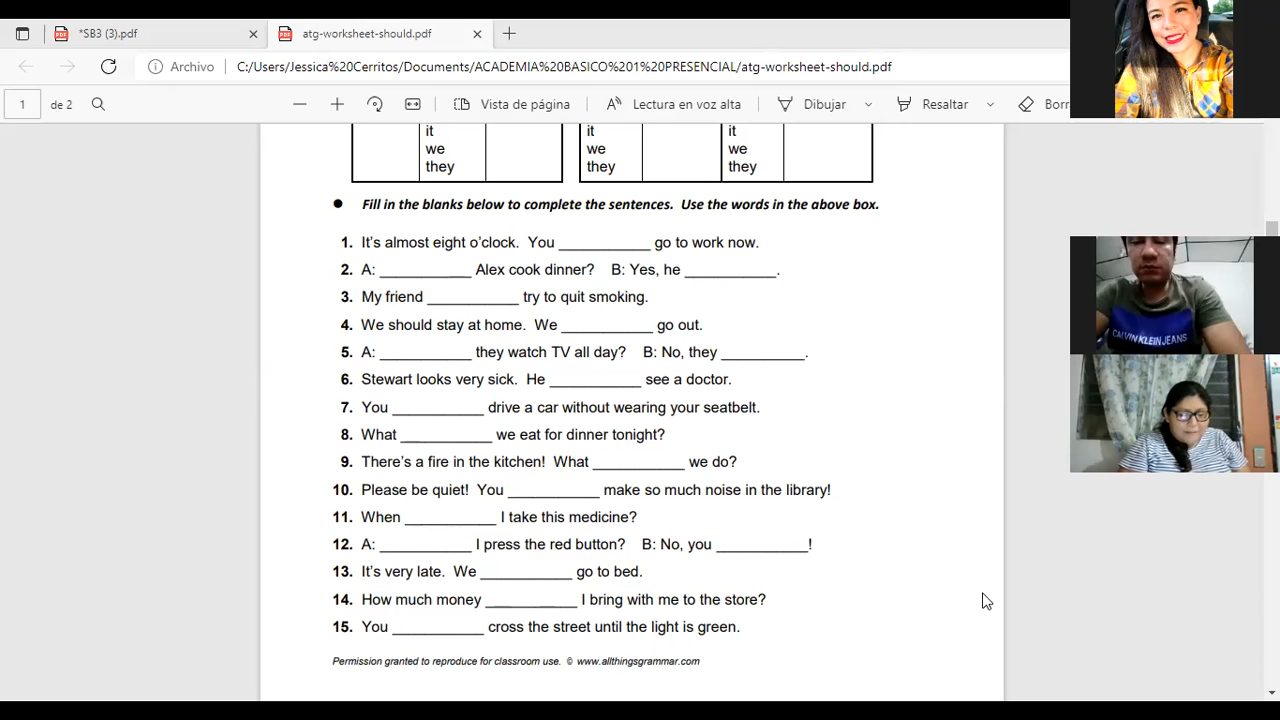 *SB3 (3).pdf
atg-worksheet-should.pdf
Archivo C:/Users/Jessica%20Cerritos/Documents/ACADEMIA%20BASICO%201%20PRESENCIAL/atg-worksheet-should.pdf
1 de 2 Vista de página Lectura en voz alta Dibujar Resaltar Borr
it it it
we we we
they they they
● Fill in the blanks below to complete the sentences. Use the words in the above box.
1. It's almost eight o'clock. You ___________ go to work now.
2. A: ___________ Alex cook dinner? B: Yes, he ___________.
3. My friend ___________ try to quit smoking.
4. We should stay at home. We ___________ go out.
5. A: ___________ they watch TV all day? B: No, they __________.
6. Stewart looks very sick. He ___________ see a doctor.
7. You ___________ drive a car without wearing your seatbelt.
8. What ___________ we eat for dinner tonight?
9. There's a fire in the kitchen! What ___________ we do?
10. Please be quiet! You ___________ make so much noise in the library!
11. When ___________ I take this medicine?
12. A: ___________ I press the red button? B: No, you ___________!
13. It's very late. We ___________ go to bed.
14. How much money ___________ I bring with me to the store?
15. You ___________ cross the street until the light is green.
Permission granted to reproduce for classroom use. © www.allthingsgrammar.com
CALVIN KLEIN JEANS